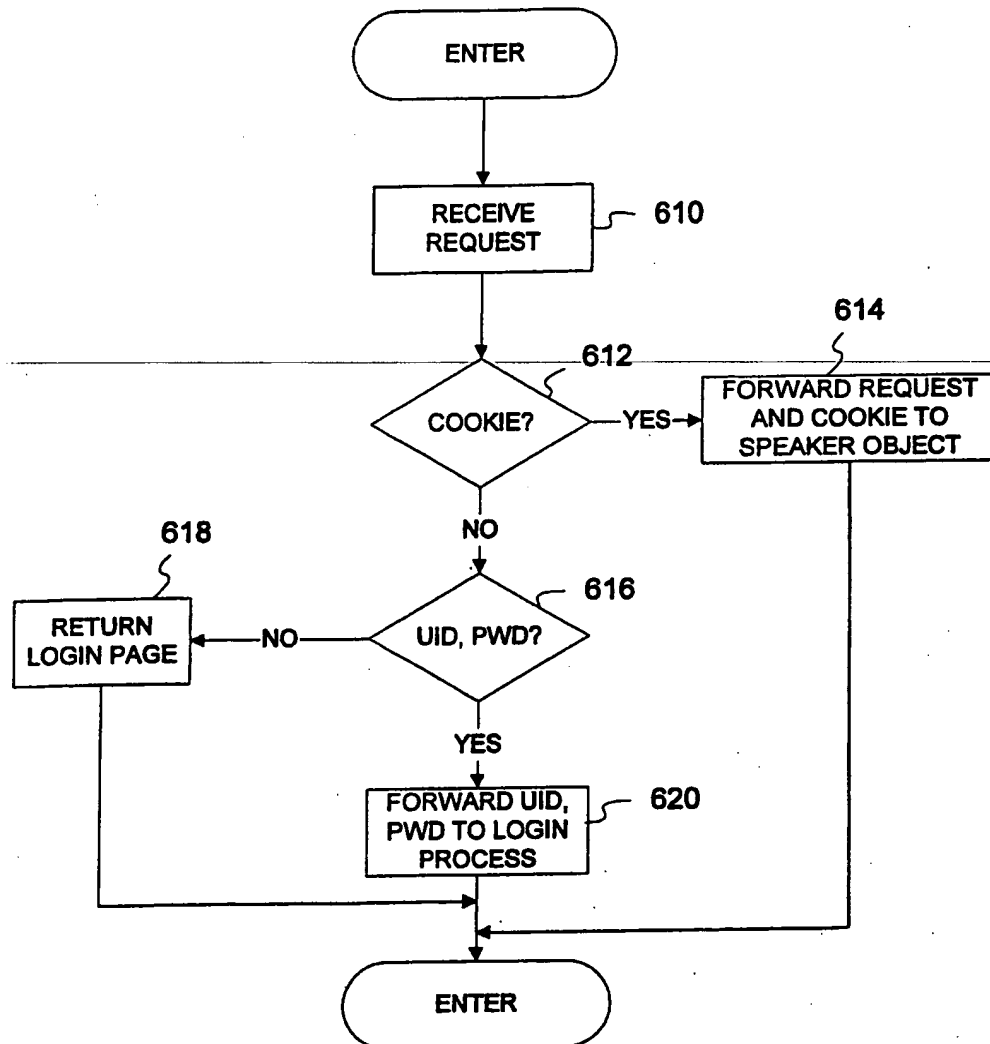 ENTER
RECEIVE
REQUEST
610
614
612
COOKIE?
YES
FORWARD REQUEST
AND COOKIE TO
SPEAKER OBJECT
NO
618
616
RETURN
LOGIN PAGE
NO
UID, PWD?
YES
620
FORWARD UID,
PWD TO LOGIN
PROCESS
ENTER